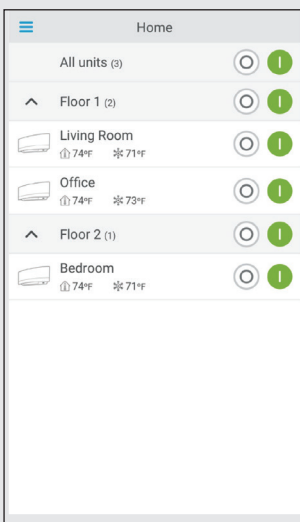 Home
All units (3)
Floor 1 (2)
Living Room
74°F 71°F
Office
74°F 73°F
Floor 2 (1)
Bedroom
74°F 71°F